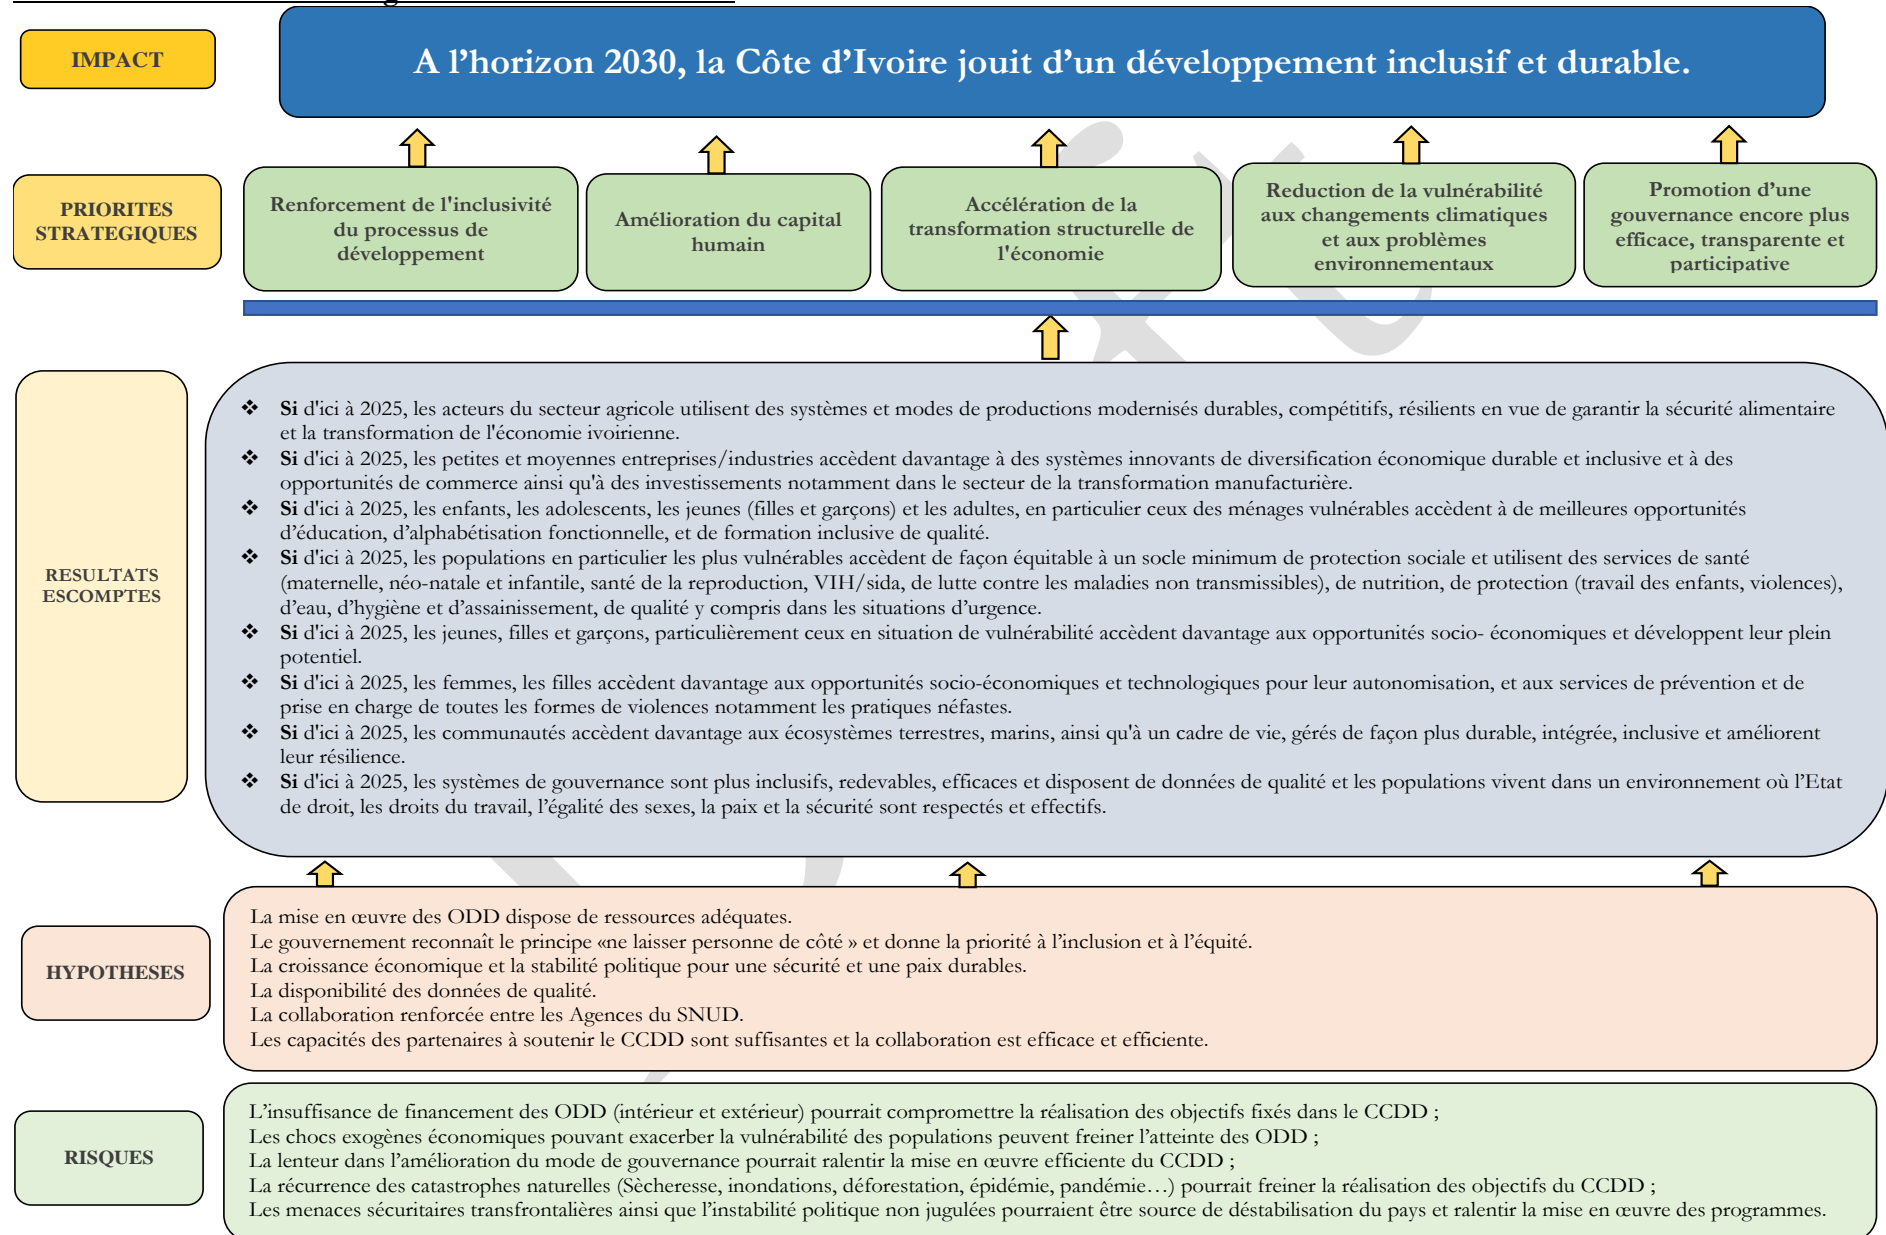 IMPACT
A l’horizon 2030, la Côte d’Ivoire jouit d’un développement inclusif et durable.
PRIORITES
STRATEGIQUES
Renforcement de l'inclusivité
du processus de
développement
Amélioration du capital
humain
Accélération de la
transformation structurelle de
l'économie
Reduction de la vulnérabilité
aux changements climatiques
et aux problèmes
environnementaux
Promotion d’une
gouvernance encore plus
efficace, transparente et
participative
RESULTATS
ESCOMPTES
❖ Si d'ici à 2025, les acteurs du secteur agricole utilisent des systèmes et modes de productions modernisés durables, compétitifs, résilients en vue de garantir la sécurité alimentaire
et la transformation de l'économie ivoirienne.
❖ Si d'ici à 2025, les petites et moyennes entreprises/industries accèdent davantage à des systèmes innovants de diversification économique durable et inclusive et à des
opportunités de commerce ainsi qu'à des investissements notamment dans le secteur de la transformation manufacturière.
❖ Si d'ici à 2025, les enfants, les adolescents, les jeunes (filles et garçons) et les adultes, en particulier ceux des ménages vulnérables accèdent à de meilleures opportunités
d’éducation, d’alphabétisation fonctionnelle, et de formation inclusive de qualité.
❖ Si d'ici à 2025, les populations en particulier les plus vulnérables accèdent de façon équitable à un socle minimum de protection sociale et utilisent des services de santé
(maternelle, néo-natale et infantile, santé de la reproduction, VIH/sida, de lutte contre les maladies non transmissibles), de nutrition, de protection (travail des enfants, violences),
d’eau, d’hygiène et d’assainissement, de qualité y compris dans les situations d’urgence.
❖ Si d'ici à 2025, les jeunes, filles et garçons, particulièrement ceux en situation de vulnérabilité accèdent davantage aux opportunités socio- économiques et développent leur plein
potentiel.
❖ Si d'ici à 2025, les femmes, les filles accèdent davantage aux opportunités socio-économiques et technologiques pour leur autonomisation, et aux services de prévention et de
prise en charge de toutes les formes de violences notamment les pratiques néfastes.
❖ Si d'ici à 2025, les communautés accèdent davantage aux écosystèmes terrestres, marins, ainsi qu'à un cadre de vie, gérés de façon plus durable, intégrée, inclusive et améliorent
leur résilience.
❖ Si d'ici à 2025, les systèmes de gouvernance sont plus inclusifs, redevables, efficaces et disposent de données de qualité et les populations vivent dans un environnement où l’Etat
de droit, les droits du travail, l’égalité des sexes, la paix et la sécurité sont respectés et effectifs.
HYPOTHESES
La mise en œuvre des ODD dispose de ressources adéquates.
Le gouvernement reconnaît le principe «ne laisser personne de côté » et donne la priorité à l’inclusion et à l’équité.
La croissance économique et la stabilité politique pour une sécurité et une paix durables.
La disponibilité des données de qualité.
La collaboration renforcée entre les Agences du SNUD.
Les capacités des partenaires à soutenir le CCDD sont suffisantes et la collaboration est efficace et efficiente.
RISQUES
L’insuffisance de financement des ODD (intérieur et extérieur) pourrait compromettre la réalisation des objectifs fixés dans le CCDD ;
Les chocs exogènes économiques pouvant exacerber la vulnérabilité des populations peuvent freiner l’atteinte des ODD ;
La lenteur dans l’amélioration du mode de gouvernance pourrait ralentir la mise en œuvre efficiente du CCDD ;
La récurrence des catastrophes naturelles (Sècheresse, inondations, déforestation, épidémie, pandémie…) pourrait freiner la réalisation des objectifs du CCDD ;
Les menaces sécuritaires transfrontalières ainsi que l’instabilité politique non jugulées pourraient être source de déstabilisation du pays et ralentir la mise en œuvre des programmes.